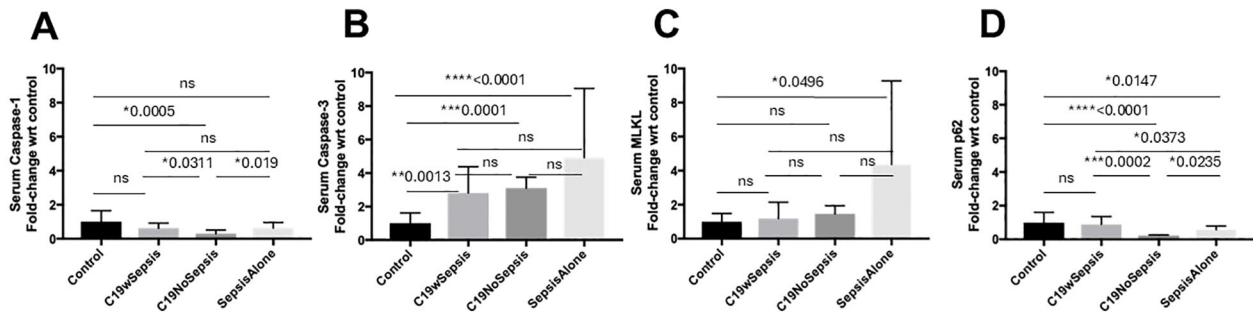 A
Serum Caspase-1
Fold-change wrt control
10
8
6
4
2
0
ns
*0.0005
ns
*0.0311
*0.019
ns
Control
C19wSepsis
C19NoSepsis
SepsisAlone
B
Serum Caspase-3
Fold-change wrt control
10
8
6
4
2
0
****<0.0001
***0.0001
ns
ns
ns
**0.0013
Control
C19wSepsis
C19NoSepsis
SepsisAlone
C
Serum MLKL
Fold-change wrt control
10
8
6
4
2
0
*0.0496
ns
ns
ns
ns
ns
Control
C19wSepsis
C19NoSepsis
SepsisAlone
D
Serum p62
Fold-change wrt control
10
8
6
4
2
0
*0.0147
****<0.0001
*0.0373
***0.0002
*0.0235
ns
Control
C19wSepsis
C19NoSepsis
SepsisAlone